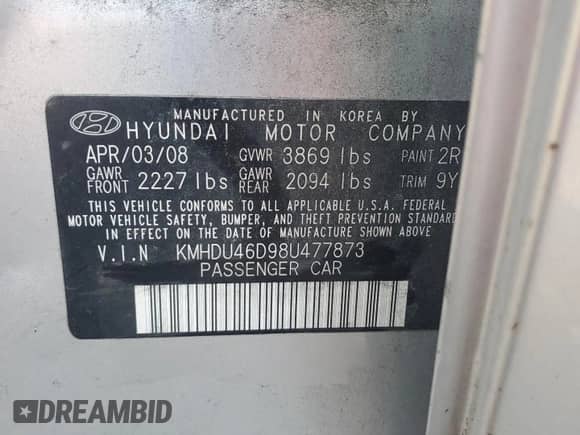 MANUFACTURED IN KOREA BY
HYUNDAI MOTOR COMPANY
APR/03/08 GVWR 3869 lbs PAINT 2R
GAWR FRONT 2227 lbs GAWR REAR 2094 lbs TRIM 9Y
THIS VEHICLE CONFORMS TO ALL APPLICABLE U.S.A. FEDERAL
MOTOR VEHICLE SAFETY, BUMPER, AND THEFT PREVENTION STANDAR
IN EFFECT ON THE DATE OF MANUFACTURE SHOWN ABOVE
V.I.N KMHDU46D98U477873
PASSENGER CAR
DREAMBID